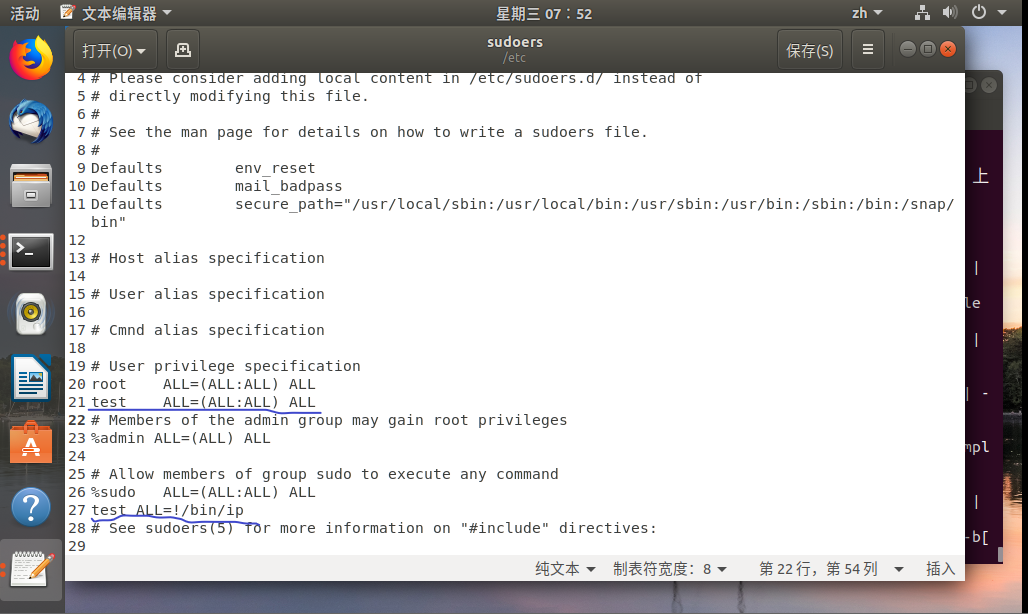 活动 文本编辑器 星期三 07：52 zh
打开(O) sudoers /etc 保存(S)
4 # Please consider adding local content in /etc/sudoers.d/ instead of
5 # directly modifying this file.
6 #
7 # See the man page for details on how to write a sudoers file.
8 #
9 Defaults env_reset
10 Defaults mail_badpass
11 Defaults secure_path="/usr/local/sbin:/usr/local/bin:/usr/sbin:/usr/bin:/sbin:/bin:/snap/
bin"
12
13 # Host alias specification
14
15 # User alias specification
16
17 # Cmnd alias specification
18
19 # User privilege specification
20 root ALL=(ALL:ALL) ALL
21 test ALL=(ALL:ALL) ALL
22 # Members of the admin group may gain root privileges
23 %admin ALL=(ALL) ALL
24
25 # Allow members of group sudo to execute any command
26 %sudo ALL=(ALL:ALL) ALL
27 test ALL=!/bin/ip
28 # See sudoers(5) for more information on "#include" directives:
29
纯文本 制表符宽度：8 第 22 行，第 54 列 插入
上
|
le
|
| -
mpl
|
-b[